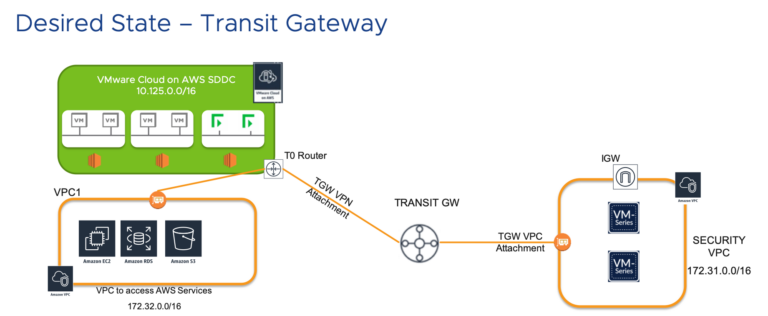 Desired State – Transit Gateway
VMware Cloud on AWS SDDC
10.125.0.0/16
VMware Cloud
on AWS
VM
VM
VM
VM
T0 Router
IGW
VPC1
TGW VPN
Attachment
TRANSIT GW
Amazon VPC
VM-
Series
TGW VPC
Attachment
SECURITY
VPC
172.31.0.0/16
VM-
Series
Amazon EC2
Amazon RDS
Amazon S3
Amazon VPC
VPC to access AWS Services
172.32.0.0/16